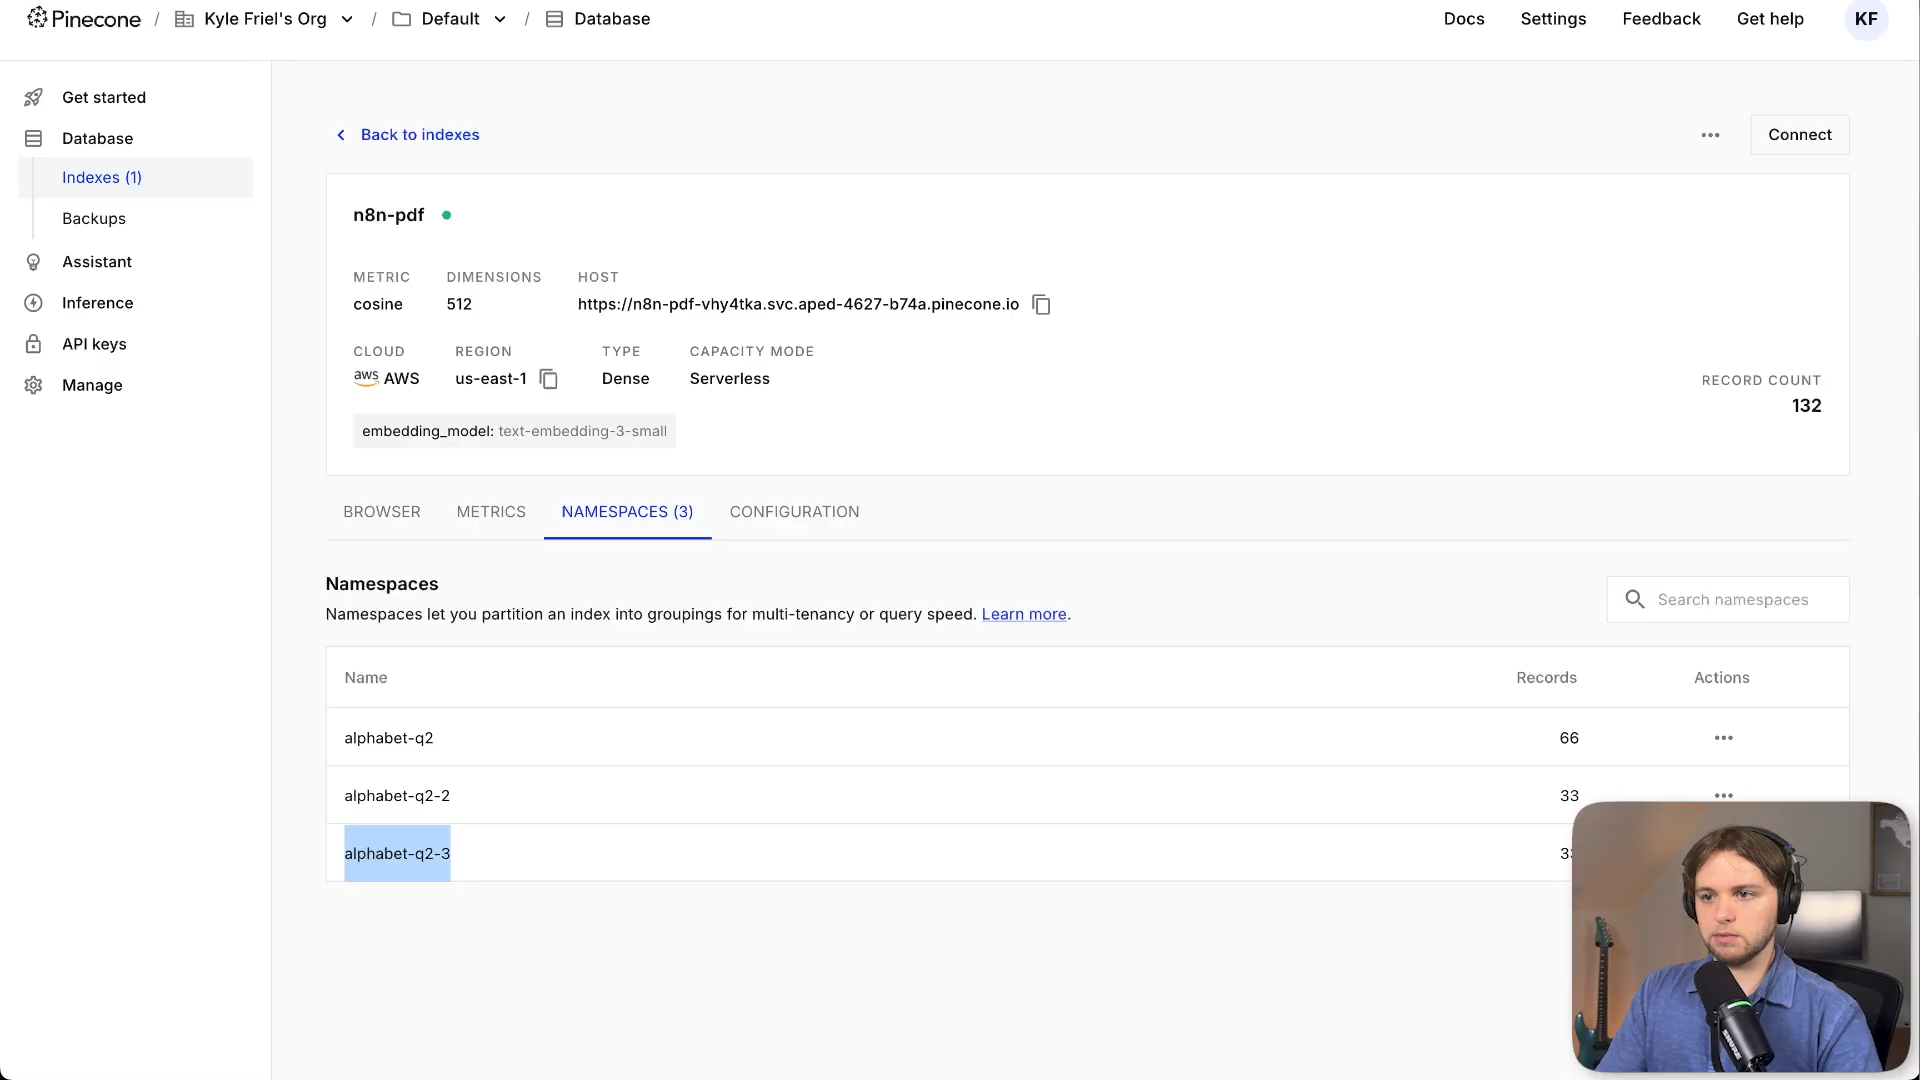 Pinecone / Kyle Friel's Org / Default / Database
Docs Settings Feedback Get help KF
Get started
Database
Indexes (1)
Backups
Assistant
Inference
API keys
Manage
Back to indexes
Connect
n8n-pdf
METRIC DIMENSIONS HOST
cosine 512 https://n8n-pdf-vhy4tka.svc.aped-4627-b74a.pinecone.io
CLOUD REGION TYPE CAPACITY MODE
aws AWS us-east-1 Dense Serverless
RECORD COUNT
132
embedding_model: text-embedding-3-small
BROWSER METRICS NAMESPACES (3) CONFIGURATION
Namespaces
Namespaces let you partition an index into groupings for multi-tenancy or query speed. Learn more.
Search namespaces
Name Records Actions
alphabet-q2 66
alphabet-q2-2 33
alphabet-q2-3
SHURE